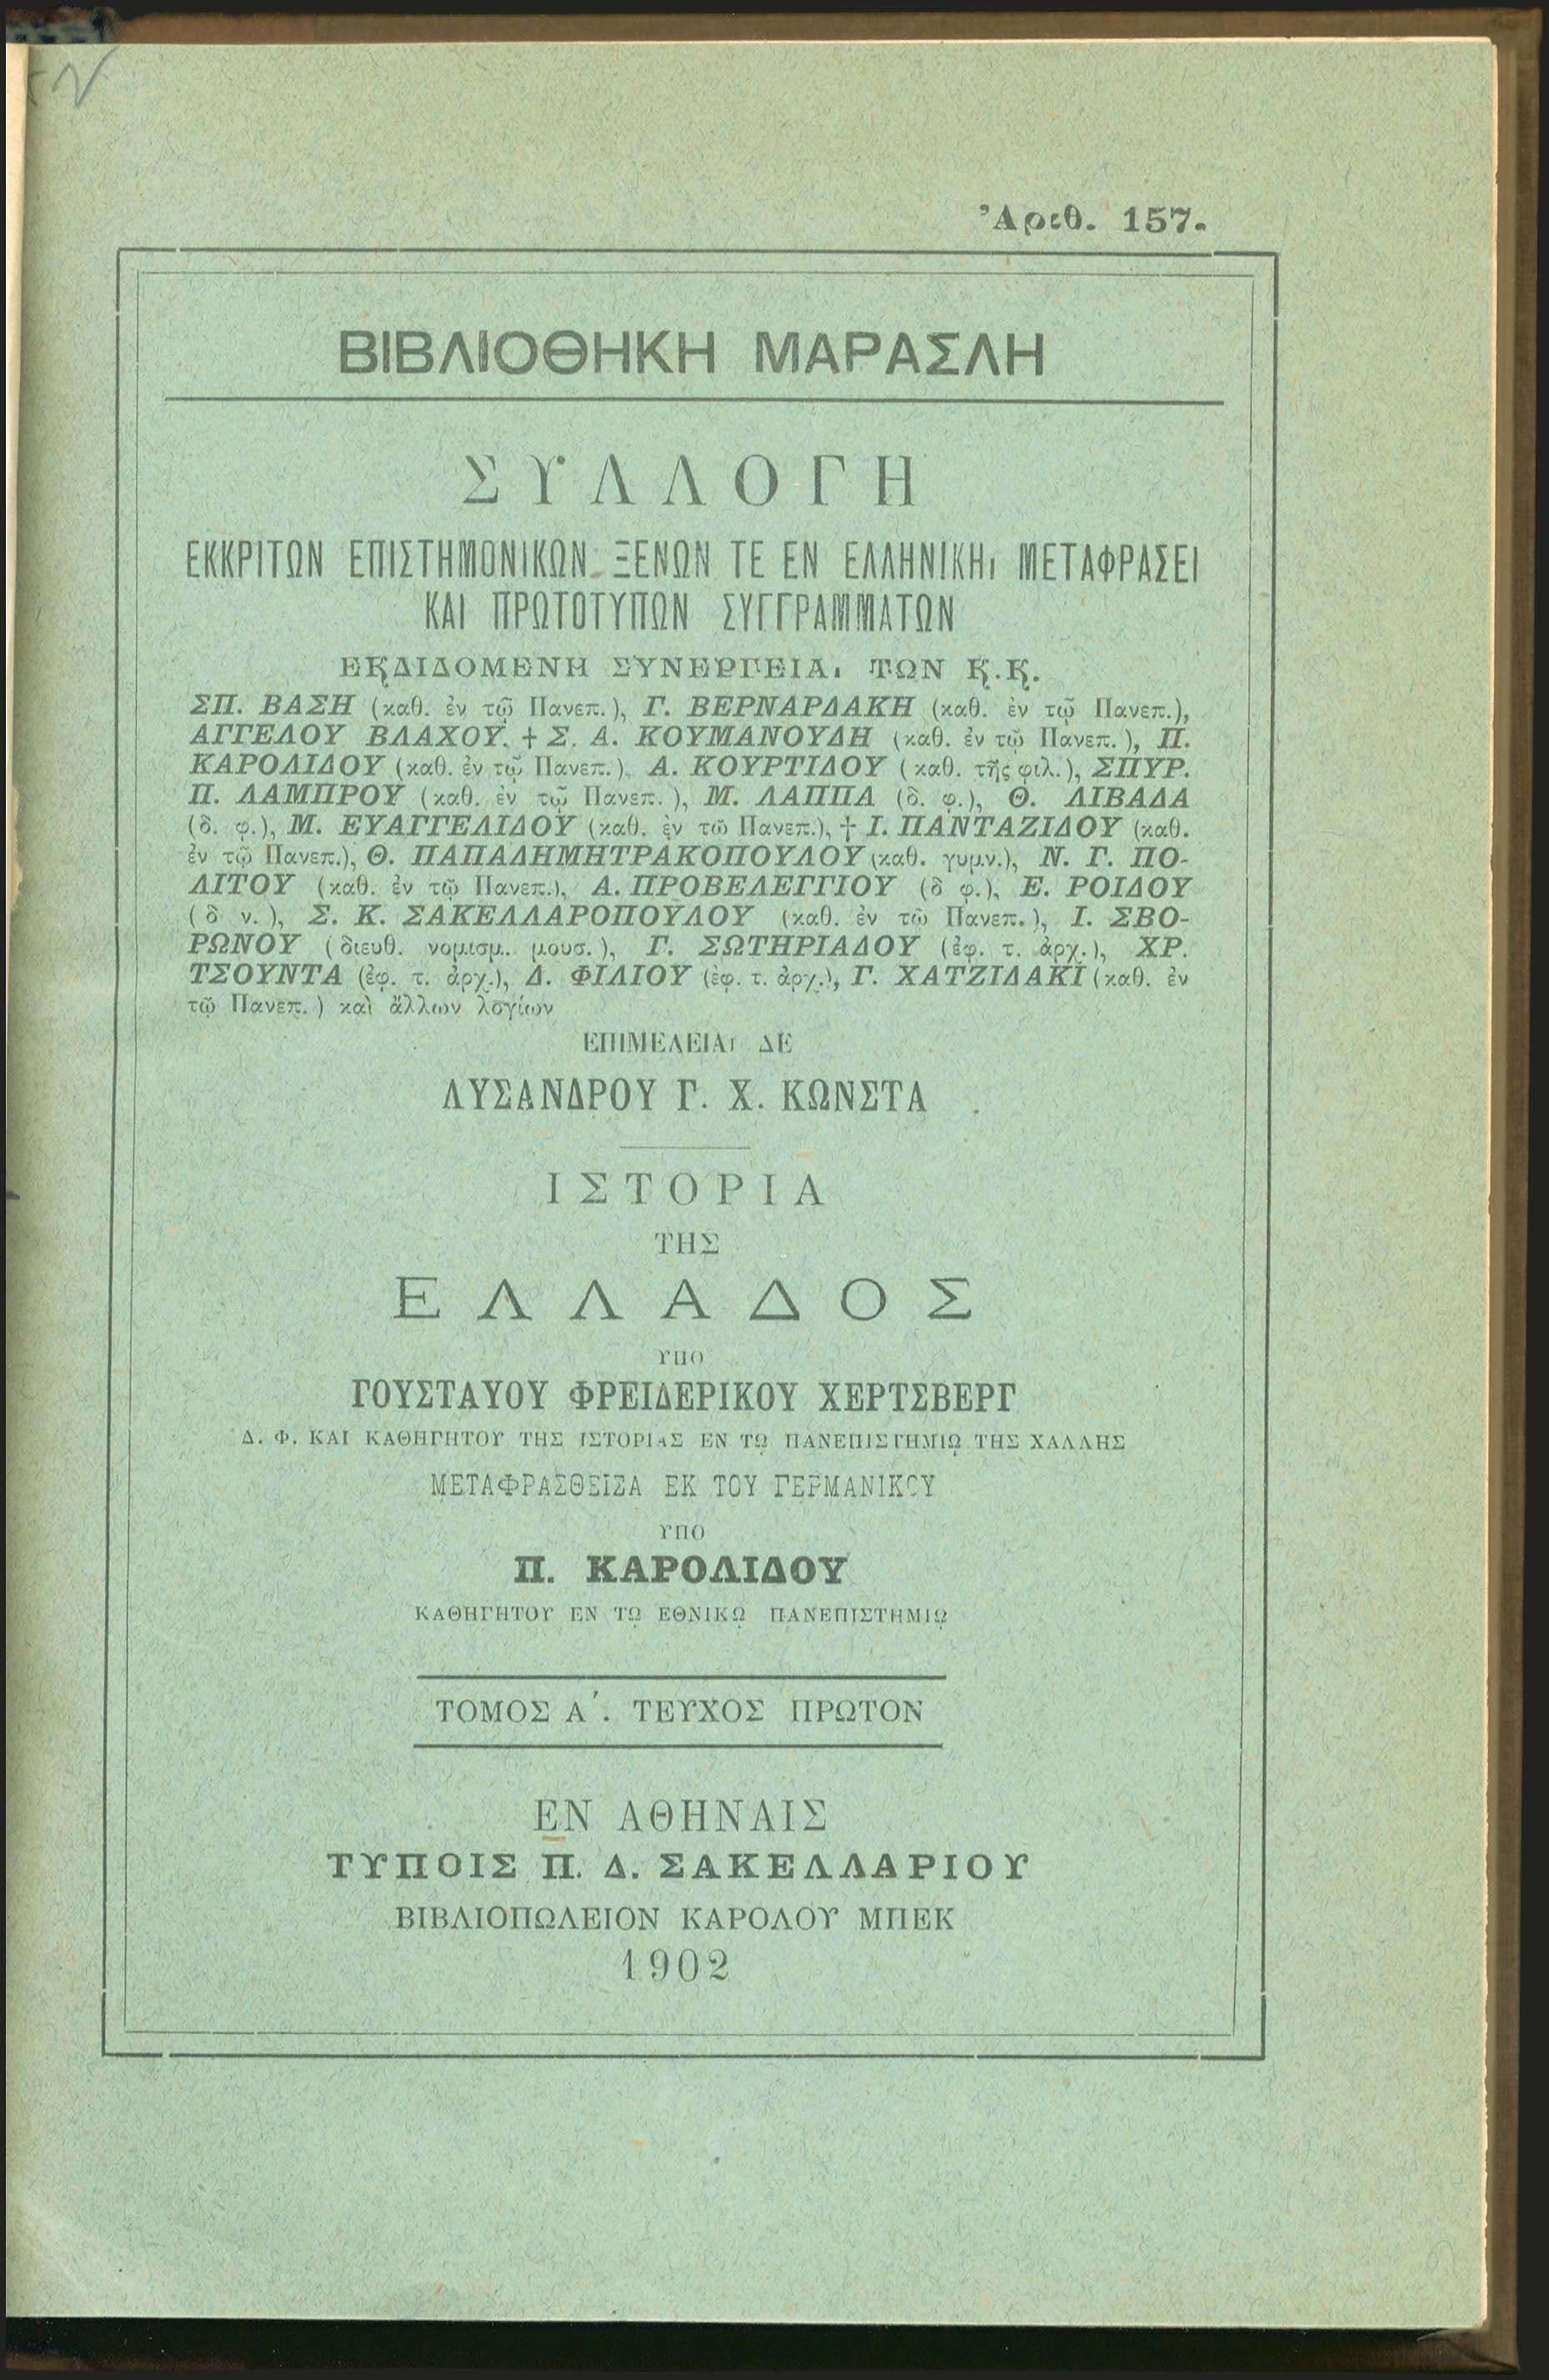 Ἀριθ. 157.
ΒΙΒΛΙΟΘΗΚΗ ΜΑΡΑΣΛΗ
ΣΥΛΛΟΓΗ
ΕΚΚΡΙΤΩΝ ΕΠΙΣΤΗΜΟΝΙΚΩΝ ΞΕΝΩΝ ΤΕ ΕΝ ΕΛΛΗΝΙΚΗι ΜΕΤΑΦΡΑΣΕΙ
ΚΑΙ ΠΡΩΤΟΤΥΠΩΝ ΣΥΓΓΡΑΜΜΑΤΩΝ
ΕΚΔΙΔΟΜΕΝΗ ΣΥΝΕΡΓΕΙΑι ΤΩΝ Κ.Κ.
ΣΠ. ΒΑΣΗ (καθ. ἐν τῷ Πανεπ.), Γ. ΒΕΡΝΑΡΔΑΚΗ (καθ. ἐν τῷ Πανεπ.),
ΑΓΓΕΛΟΥ ΒΛΑΧΟΥ. † Σ. Α. ΚΟΥΜΑΝΟΥΔΗ (καθ. ἐν τῷ Πανεπ.), Π.
ΚΑΡΟΛΙΔΟΥ (καθ. ἐν τῷ Πανεπ.), Α. ΚΟΥΡΤΙΔΟΥ (καθ. τῆς φιλ.), ΣΠΥΡ.
Π. ΛΑΜΠΡΟΥ (καθ. ἐν τῷ Πανεπ.), Μ. ΛΑΠΠΑ (δ. φ.), Θ. ΛΙΒΑΔΑ
(δ. φ.), Μ. ΕΥΑΓΓΕΛΙΔΟΥ (καθ. ἐν τῷ Πανεπ.), † Ι. ΠΑΝΤΑΖΙΔΟΥ (καθ.
ἐν τῷ Πανεπ.), Θ. ΠΑΠΑΔΗΜΗΤΡΑΚΟΠΟΥΛΟΥ (καθ. γυμν.), Ν. Γ. ΠΟ-
ΛΙΤΟΥ (καθ. ἐν τῷ Πανεπ.), Α. ΠΡΟΒΕΛΕΓΓΙΟΥ (δ φ.), Ε. ΡΟΙΔΟΥ
(δ ν.), Σ. Κ. ΣΑΚΕΛΛΑΡΟΠΟΥΛΟΥ (καθ. ἐν τῷ Πανεπ.), Ι. ΣΒΟ-
ΡΩΝΟΥ (διευθ. νομισμ. μουσ.), Γ. ΣΩΤΗΡΙΑΔΟΥ (ἐφ. τ. ἀρχ.), ΧΡ.
ΤΣΟΥΝΤΑ (ἐφ. τ. ἀρχ.), Δ. ΦΙΛΙΟΥ (ἐφ. τ. ἀρχ.), Γ. ΧΑΤΖΙΔΑΚΙ (καθ. ἐν
τῷ Πανεπ.) καὶ ἄλλων λογίων
ΕΠΙΜΕΛΕΙΑι ΔΕ
ΛΥΣΑΝΔΡΟΥ Γ. Χ. ΚΩΝΣΤΑ
ΙΣΤΟΡΙΑ
ΤΗΣ
ΕΛΛΑΔΟΣ
ΥΠΟ
ΓΟΥΣΤΑΥΟΥ ΦΡΕΙΔΕΡΙΚΟΥ ΧΕΡΤΣΒΕΡΓ
Δ. Φ. ΚΑΙ ΚΑΘΗΓΗΤΟΥ ΤΗΣ ΙΣΤΟΡΙΑΣ ΕΝ Τῼ ΠΑΝΕΠΙΣΤΗΜΙῼ ΤΗΣ ΧΑΛΛΗΣ
ΜΕΤΑΦΡΑΣΘΕΙΣΑ ΕΚ ΤΟΥ ΓΕΡΜΑΝΙΚΟΥ
ΥΠΟ
Π. ΚΑΡΟΛΙΔΟΥ
ΚΑΘΗΓΗΤΟΥ ΕΝ Τῼ ΕΘΝΙΚῼ ΠΑΝΕΠΙΣΤΗΜΙῼ
ΤΟΜΟΣ Α΄. ΤΕΥΧΟΣ ΠΡΩΤΟΝ
ΕΝ ΑΘΗΝΑΙΣ
ΤΥΠΟΙΣ Π. Δ. ΣΑΚΕΛΛΑΡΙΟΥ
ΒΙΒΛΙΟΠΩΛΕΙΟΝ ΚΑΡΟΛΟΥ ΜΠΕΚ
1902